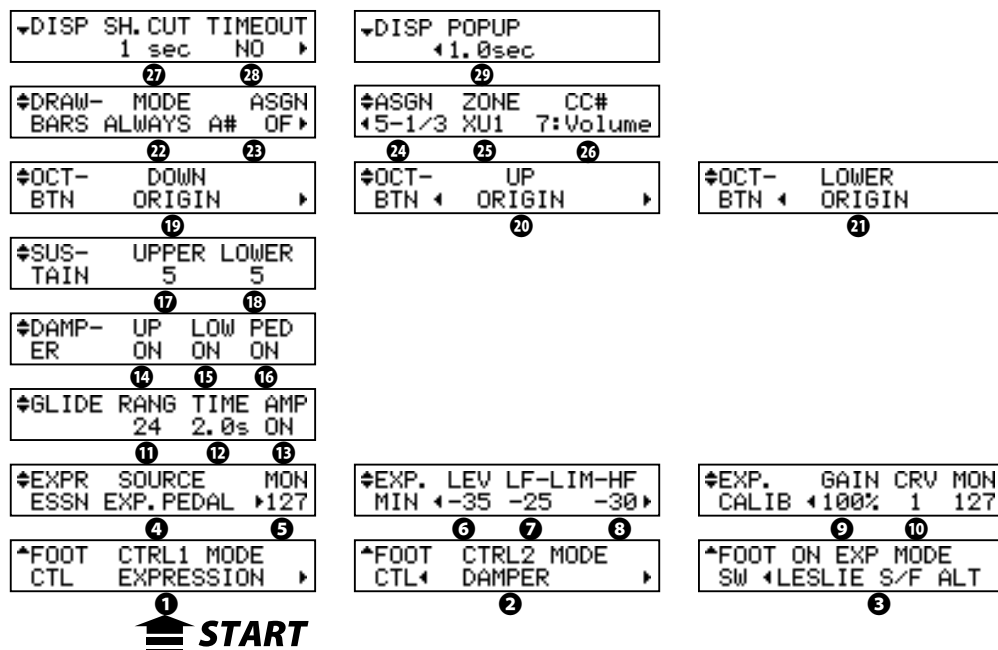 DISP SH.CUT TIMEOUT
1 sec NO
27 28
DISP POPUP
1.0sec
29
DRAW- MODE ASGN
BARS ALWAYS A# OF
22 23
ASGN ZONE CC#
5-1/3 XU1 7:Volume
24 25 26
OCT- DOWN
BTN ORIGIN
19
OCT- UP
BTN ORIGIN
20
OCT- LOWER
BTN ORIGIN
21
SUS- UPPER LOWER
TAIN 5 5
17 18
DAMP- UP LOW PED
ER ON ON ON
14 15 16
GLIDE RANG TIME AMP
24 2.0s ON
11 12 13
EXPR SOURCE MON
ESSN EXP.PEDAL 127
4 5
EXP. LEV LF-LIM-HF
MIN -35 -25 -30
6 7 8
EXP. GAIN CRV MON
CALIB 100% 1 127
9 10
FOOT CTRL1 MODE
CTL EXPRESSION
1
FOOT CTRL2 MODE
CTL DAMPER
2
FOOT ON EXP MODE
SW LESLIE S/F ALT
3
START